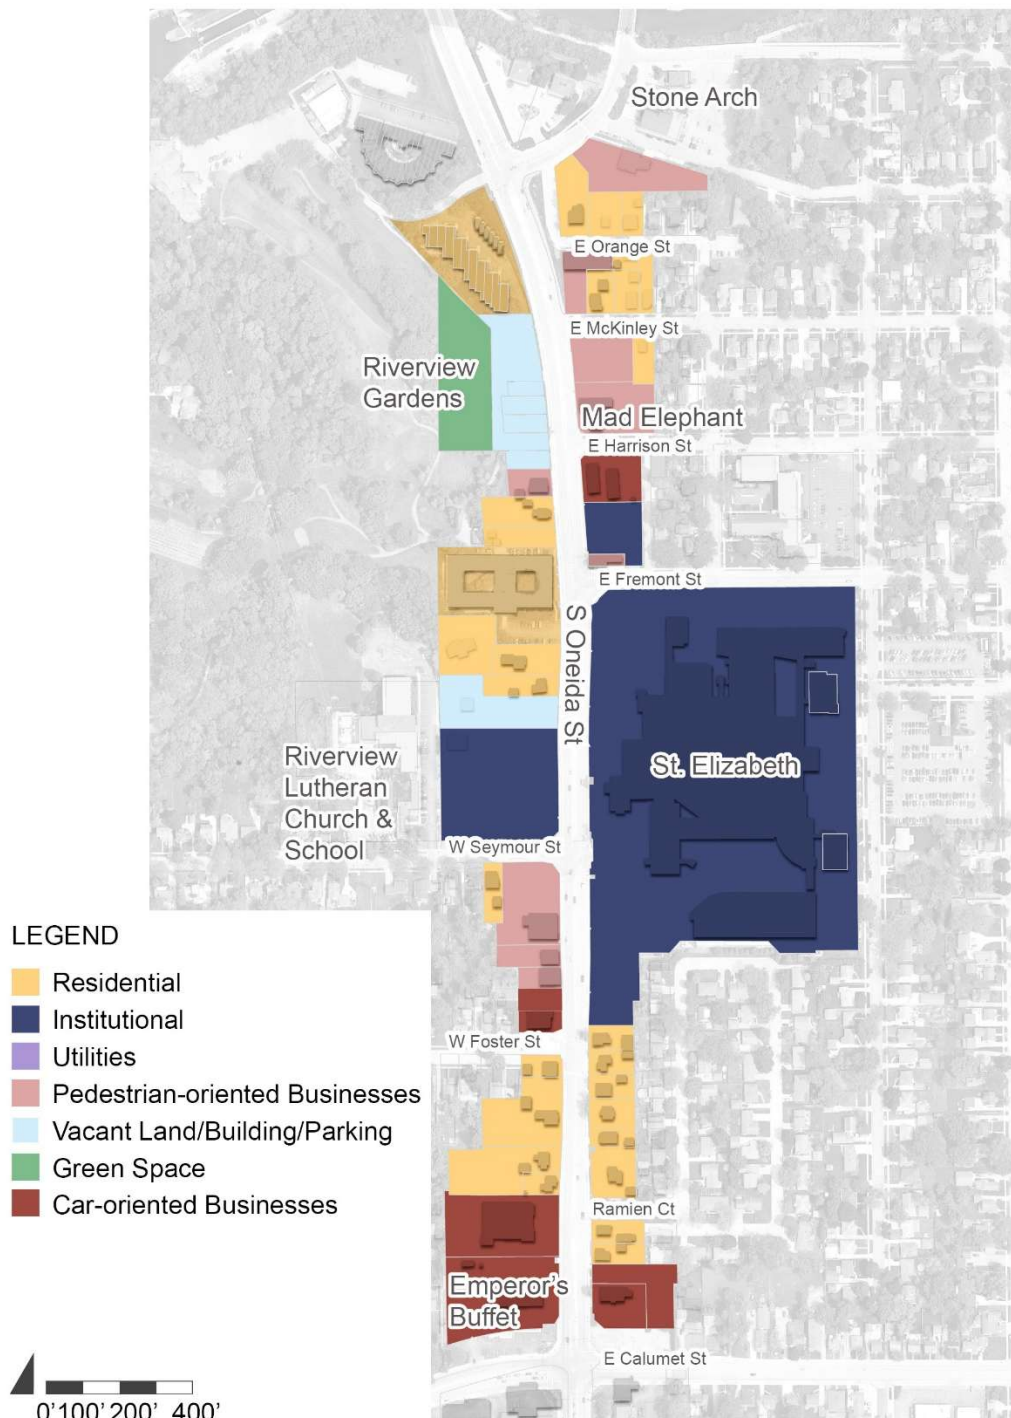 Stone Arch
E Orange St
E McKinley St
Riverview
Gardens
Mad Elephant
E Harrison St
E Fremont St
S Oneida St
St. Elizabeth
Riverview
Lutheran
Church &
School
W Seymour St
LEGEND
Residential
Institutional
Utilities
Pedestrian-oriented Businesses
Vacant Land/Building/Parking
Green Space
Car-oriented Businesses
W Foster St
Ramien Ct
Emperor's
Buffet
E Calumet St
0'100' 200' 400'